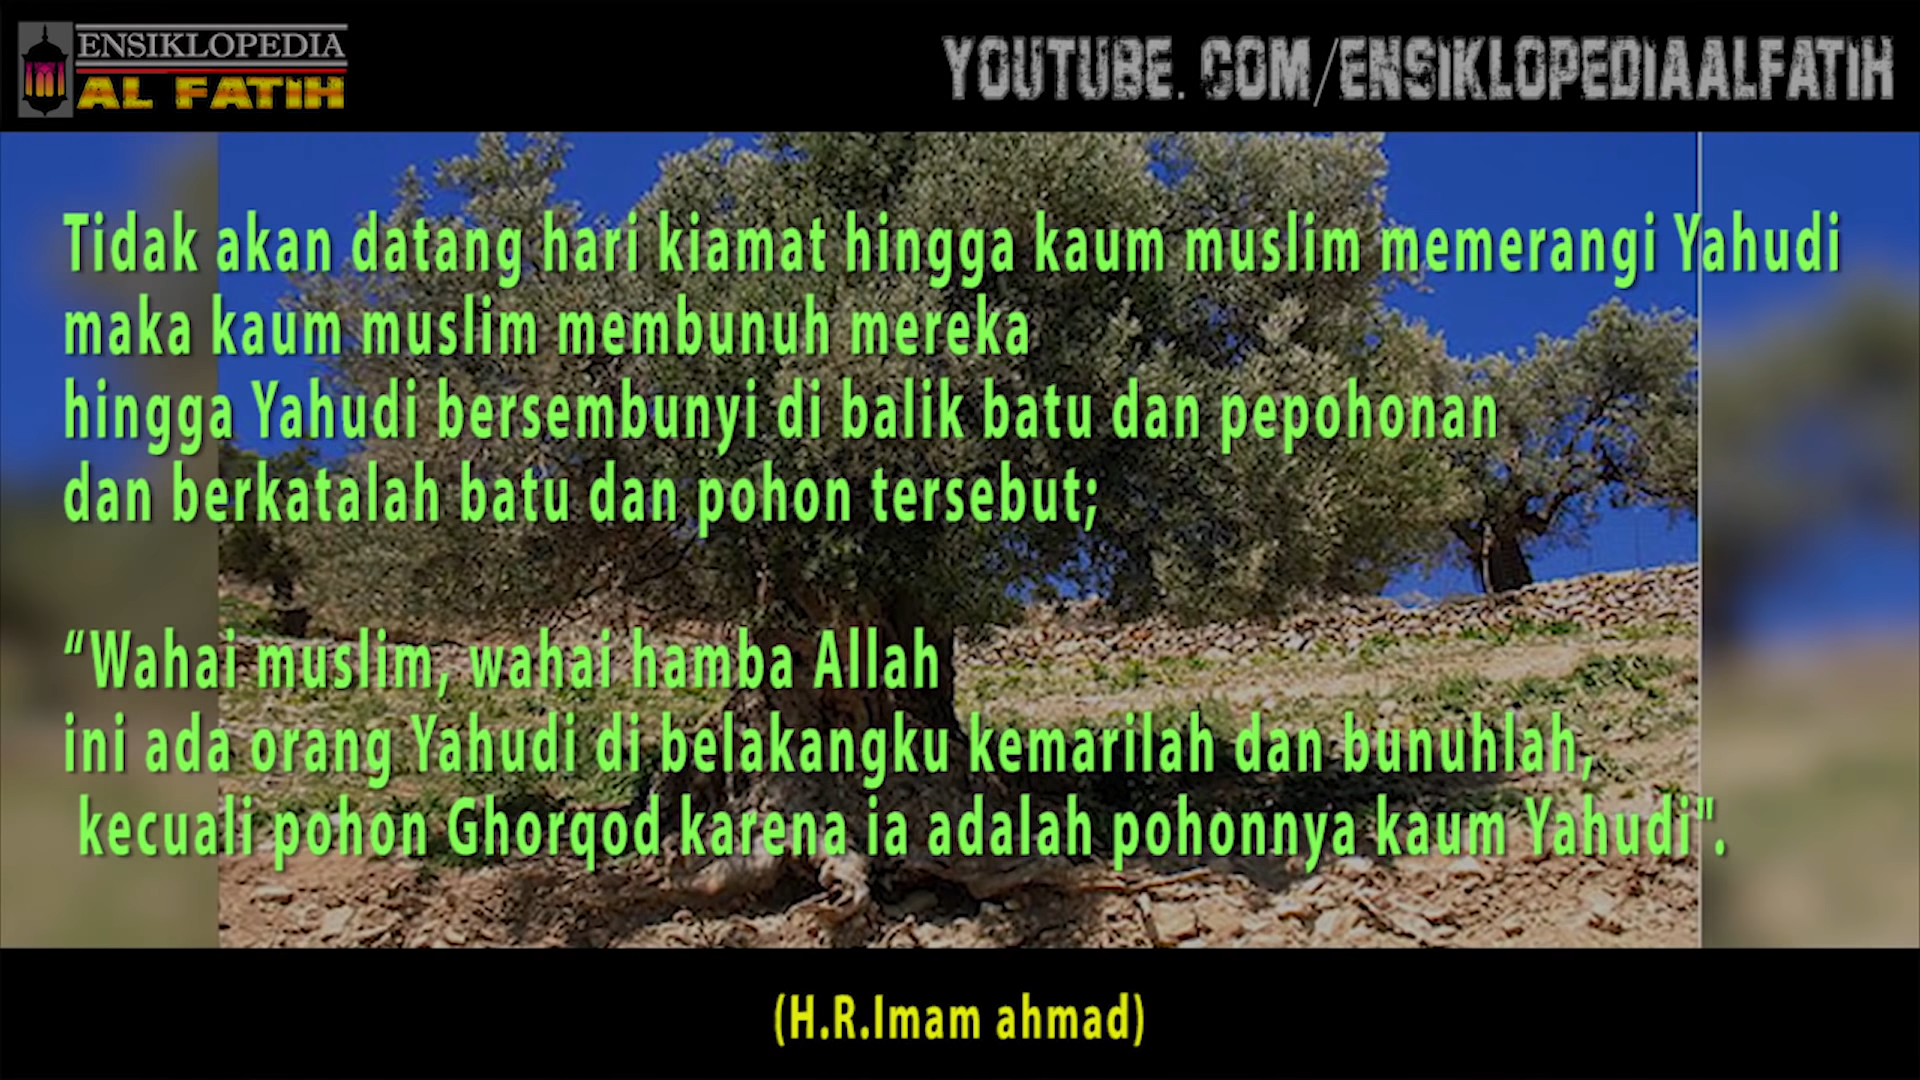 ENSIKLOPEDIA
AL FATIH
YOUTUBE. COM/ENSIKLOPEDIAALFATIH
Tidak akan datang hari kiamat hingga kaum muslim memerangi Yahudi
maka kaum muslim membunuh mereka
hingga Yahudi bersembunyi di balik batu dan pepohonan
dan berkatalah batu dan pohon tersebut;
“Wahai muslim, wahai hamba Allah
ini ada orang Yahudi di belakangku kemarilah dan bunuhlah,
kecuali pohon Ghorqod karena ia adalah pohonnya kaum Yahudi".
(H.R.Imam ahmad)